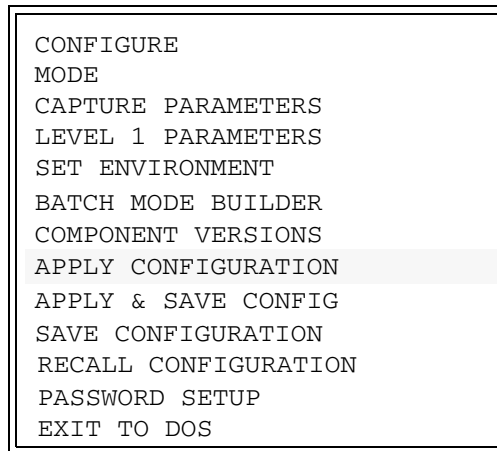 CONFIGURE
MODE
CAPTURE PARAMETERS
LEVEL 1 PARAMETERS
SET ENVIRONMENT
BATCH MODE BUILDER
COMPONENT VERSIONS
APPLY CONFIGURATION
APPLY & SAVE CONFIG
SAVE CONFIGURATION
RECALL CONFIGURATION
PASSWORD SETUP
EXIT TO DOS